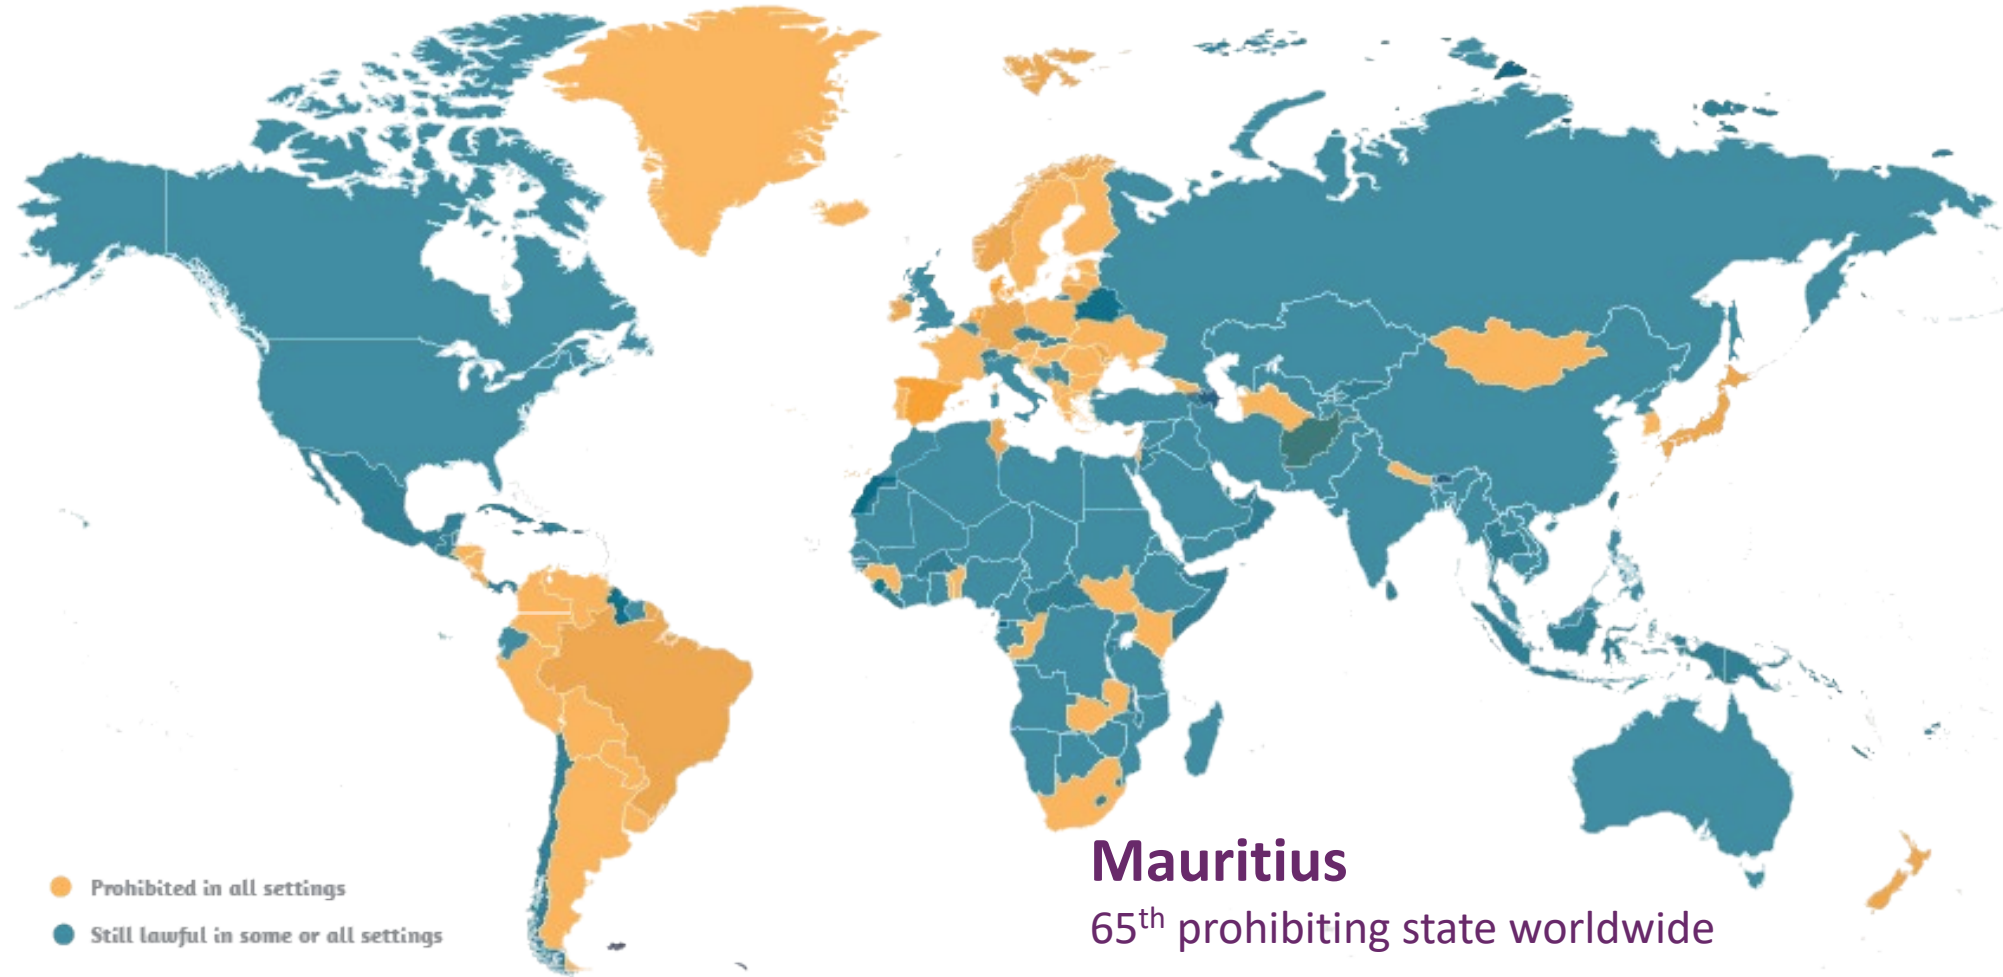 Prohibited in all settings
Still lawful in some or all settings
Mauritius
65th prohibiting state worldwide